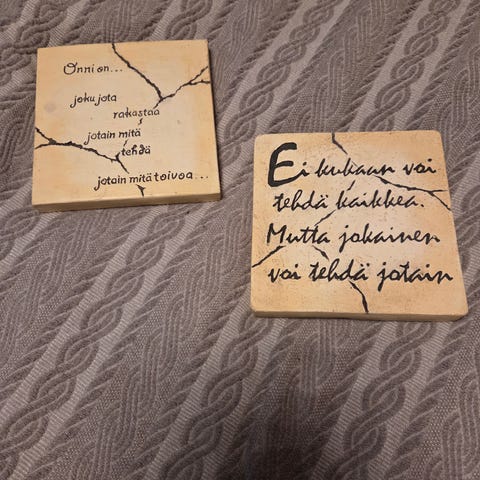 Onni on...
joku jota
rakastaa
jotain mitä
tehdä
jotain mitä toivoa...
Ei kukaan voi
tehdä kaikkea.
Mutta jokainen
voi tehdä jotain